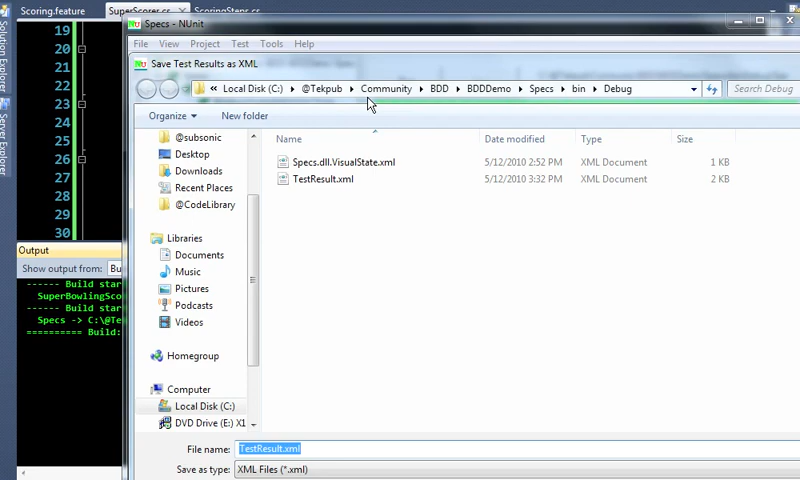 Scoring.feature SuperScorer.cs ScoringSteps.cs
Specs - NUnit
File View Project Test Tools Help
Save Test Results as XML
« Local Disk (C:) @Tekpub Community BDD BDDDemo Specs bin Debug Search Debug
Organize New folder
Name Date modified Type Size
Specs.dll.VisualState.xml 5/12/2010 2:52 PM XML Document 1 KB
TestResult.xml 5/12/2010 3:32 PM XML Document 2 KB
@subsonic
Desktop
Downloads
Recent Places
@CodeLibrary
Libraries
Documents
Music
Pictures
Podcasts
Videos
Homegroup
Computer
Local Disk (C:)
DVD Drive (E:) X1
File name: TestResult.xml
Save as type: XML Files (*.xml)
Solution Explorer
Server Explorer
19
20
21
22
23
24
25
26
27
28
29
30
Output
Show output from: Bu
------ Build star
SuperBowlingSco
------ Build star
Specs -> C:\@Te
========== Build: